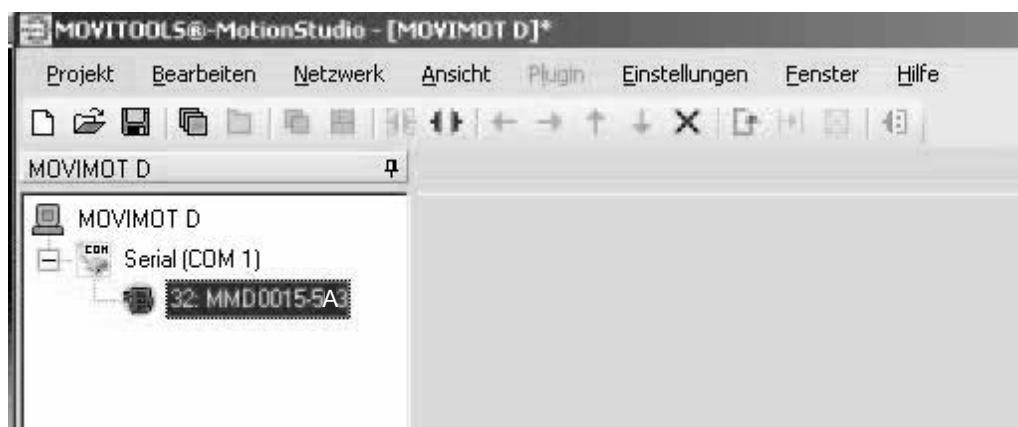 MOVITOOLS®-MotionStudio - [MOVIMOT D]*
Projekt Bearbeiten Netzwerk Ansicht Plugin Einstellungen Fenster Hilfe
MOVIMOT D
MOVIMOT D
COM
Serial (COM 1)
32: MMD0015-5A3